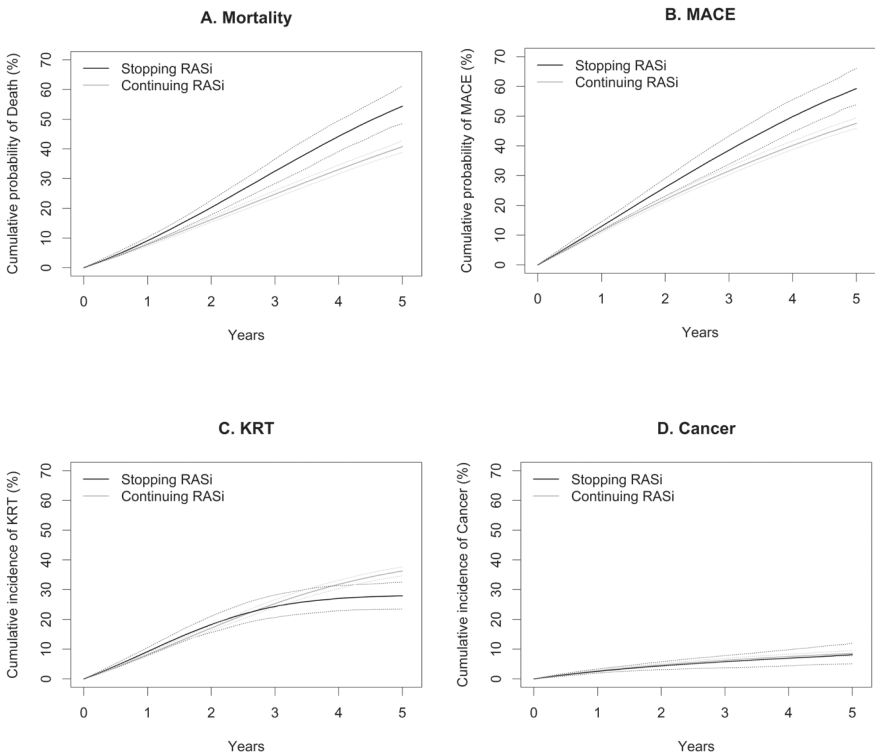 A. Mortality
Cumulative probability of Death (%)
70
60
50
40
30
20
10
0
Stopping RASi
Continuing RASi
0 1 2 3 4 5
Years
B. MACE
Cumulative probability of MACE (%)
70
60
50
40
30
20
10
0
Stopping RASi
Continuing RASi
0 1 2 3 4 5
Years
C. KRT
Cumulative incidence of KRT (%)
70
60
50
40
30
20
10
0
Stopping RASi
Continuing RASi
0 1 2 3 4 5
Years
D. Cancer
Cumulative incidence of Cancer (%)
70
60
50
40
30
20
10
0
Stopping RASi
Continuing RASi
0 1 2 3 4 5
Years